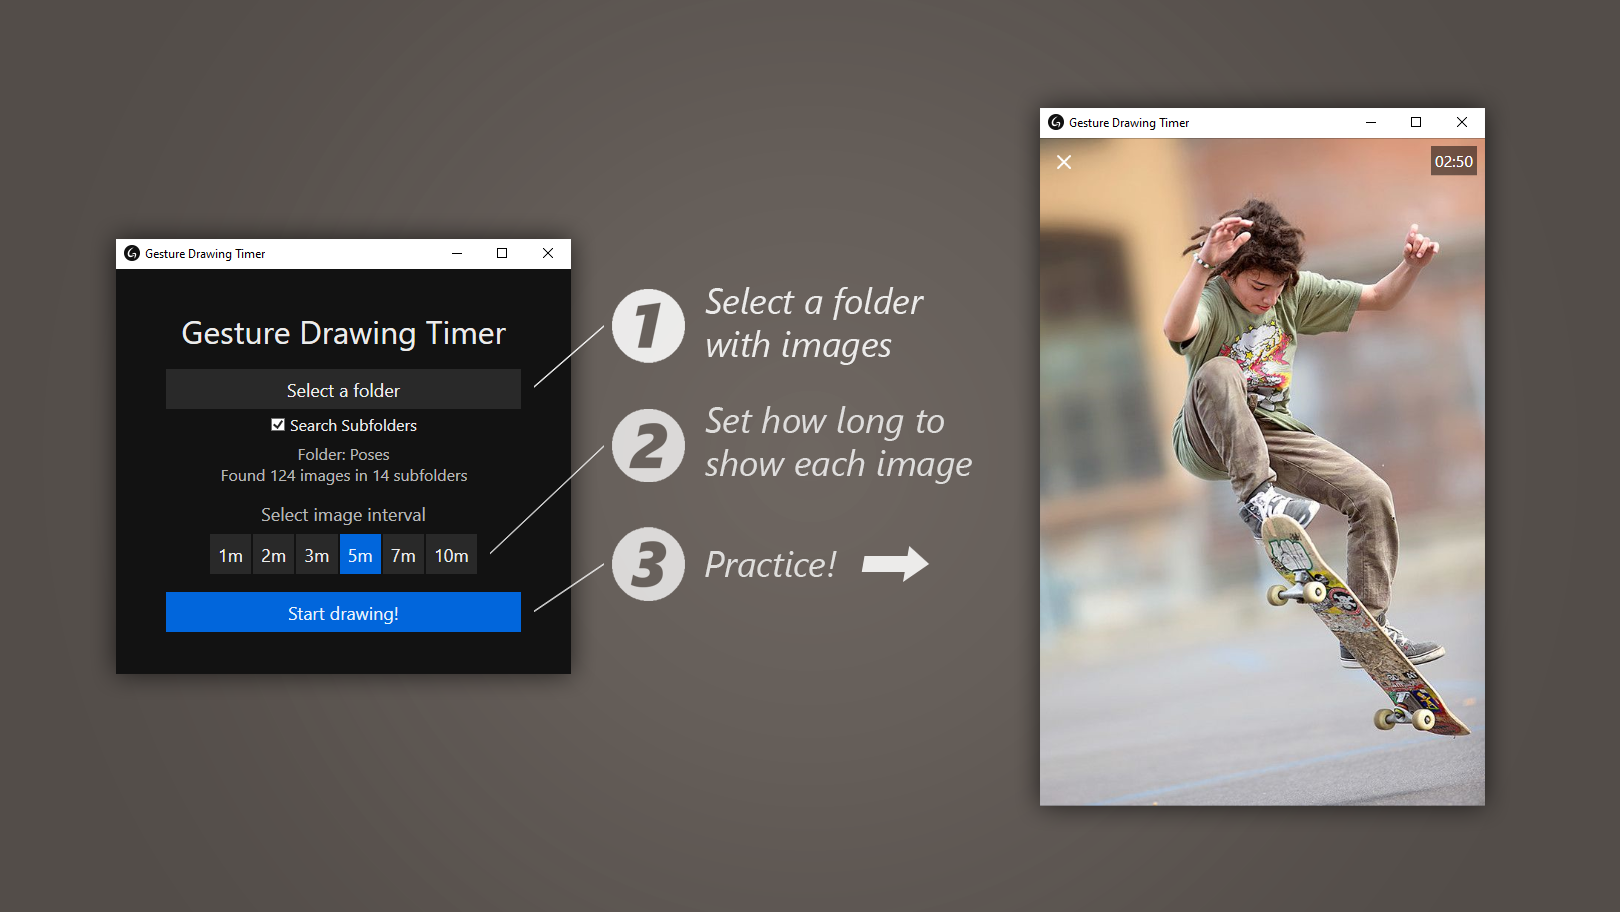 Gesture Drawing Timer
Gesture Drawing Timer
Select a folder
Search Subfolders
Folder: Poses
Found 124 images in 14 subfolders
Select image interval
1m 2m 3m 5m 7m 10m
Start drawing!
1 Select a folder
with images
2 Set how long to
show each image
3 Practice!
Gesture Drawing Timer
02:50